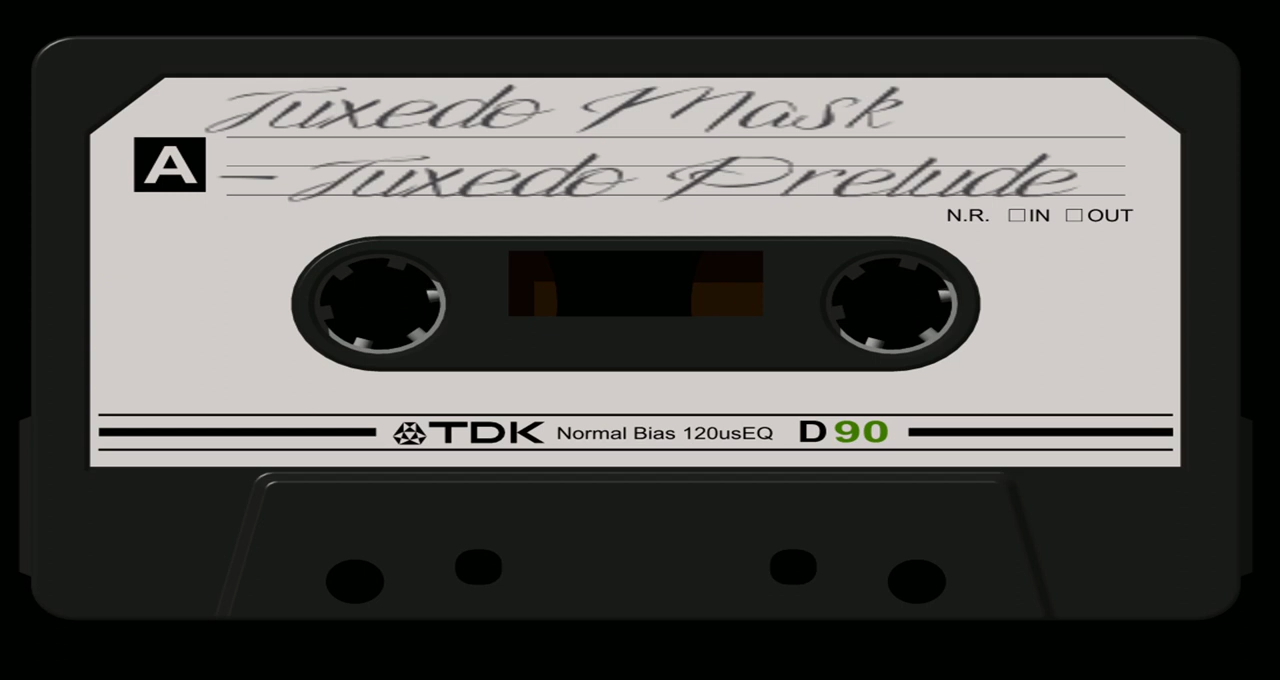 Tuxedo Mask
A
-Tuxedo Prelude
N.R. □IN □OUT
TDK Normal Bias 120usEQ D90